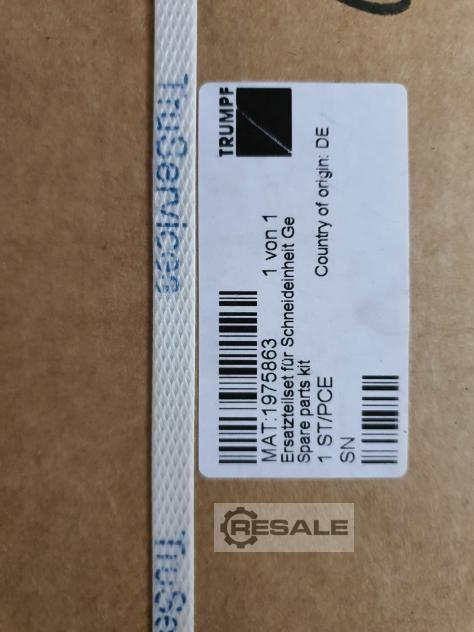 TRUMPF
MAT:1975863
1 von 1
Ersatzteilset für Schneideinheit Ge
Spare parts kit
1 ST/PCE
Country of origin: DE
SN
RESALE